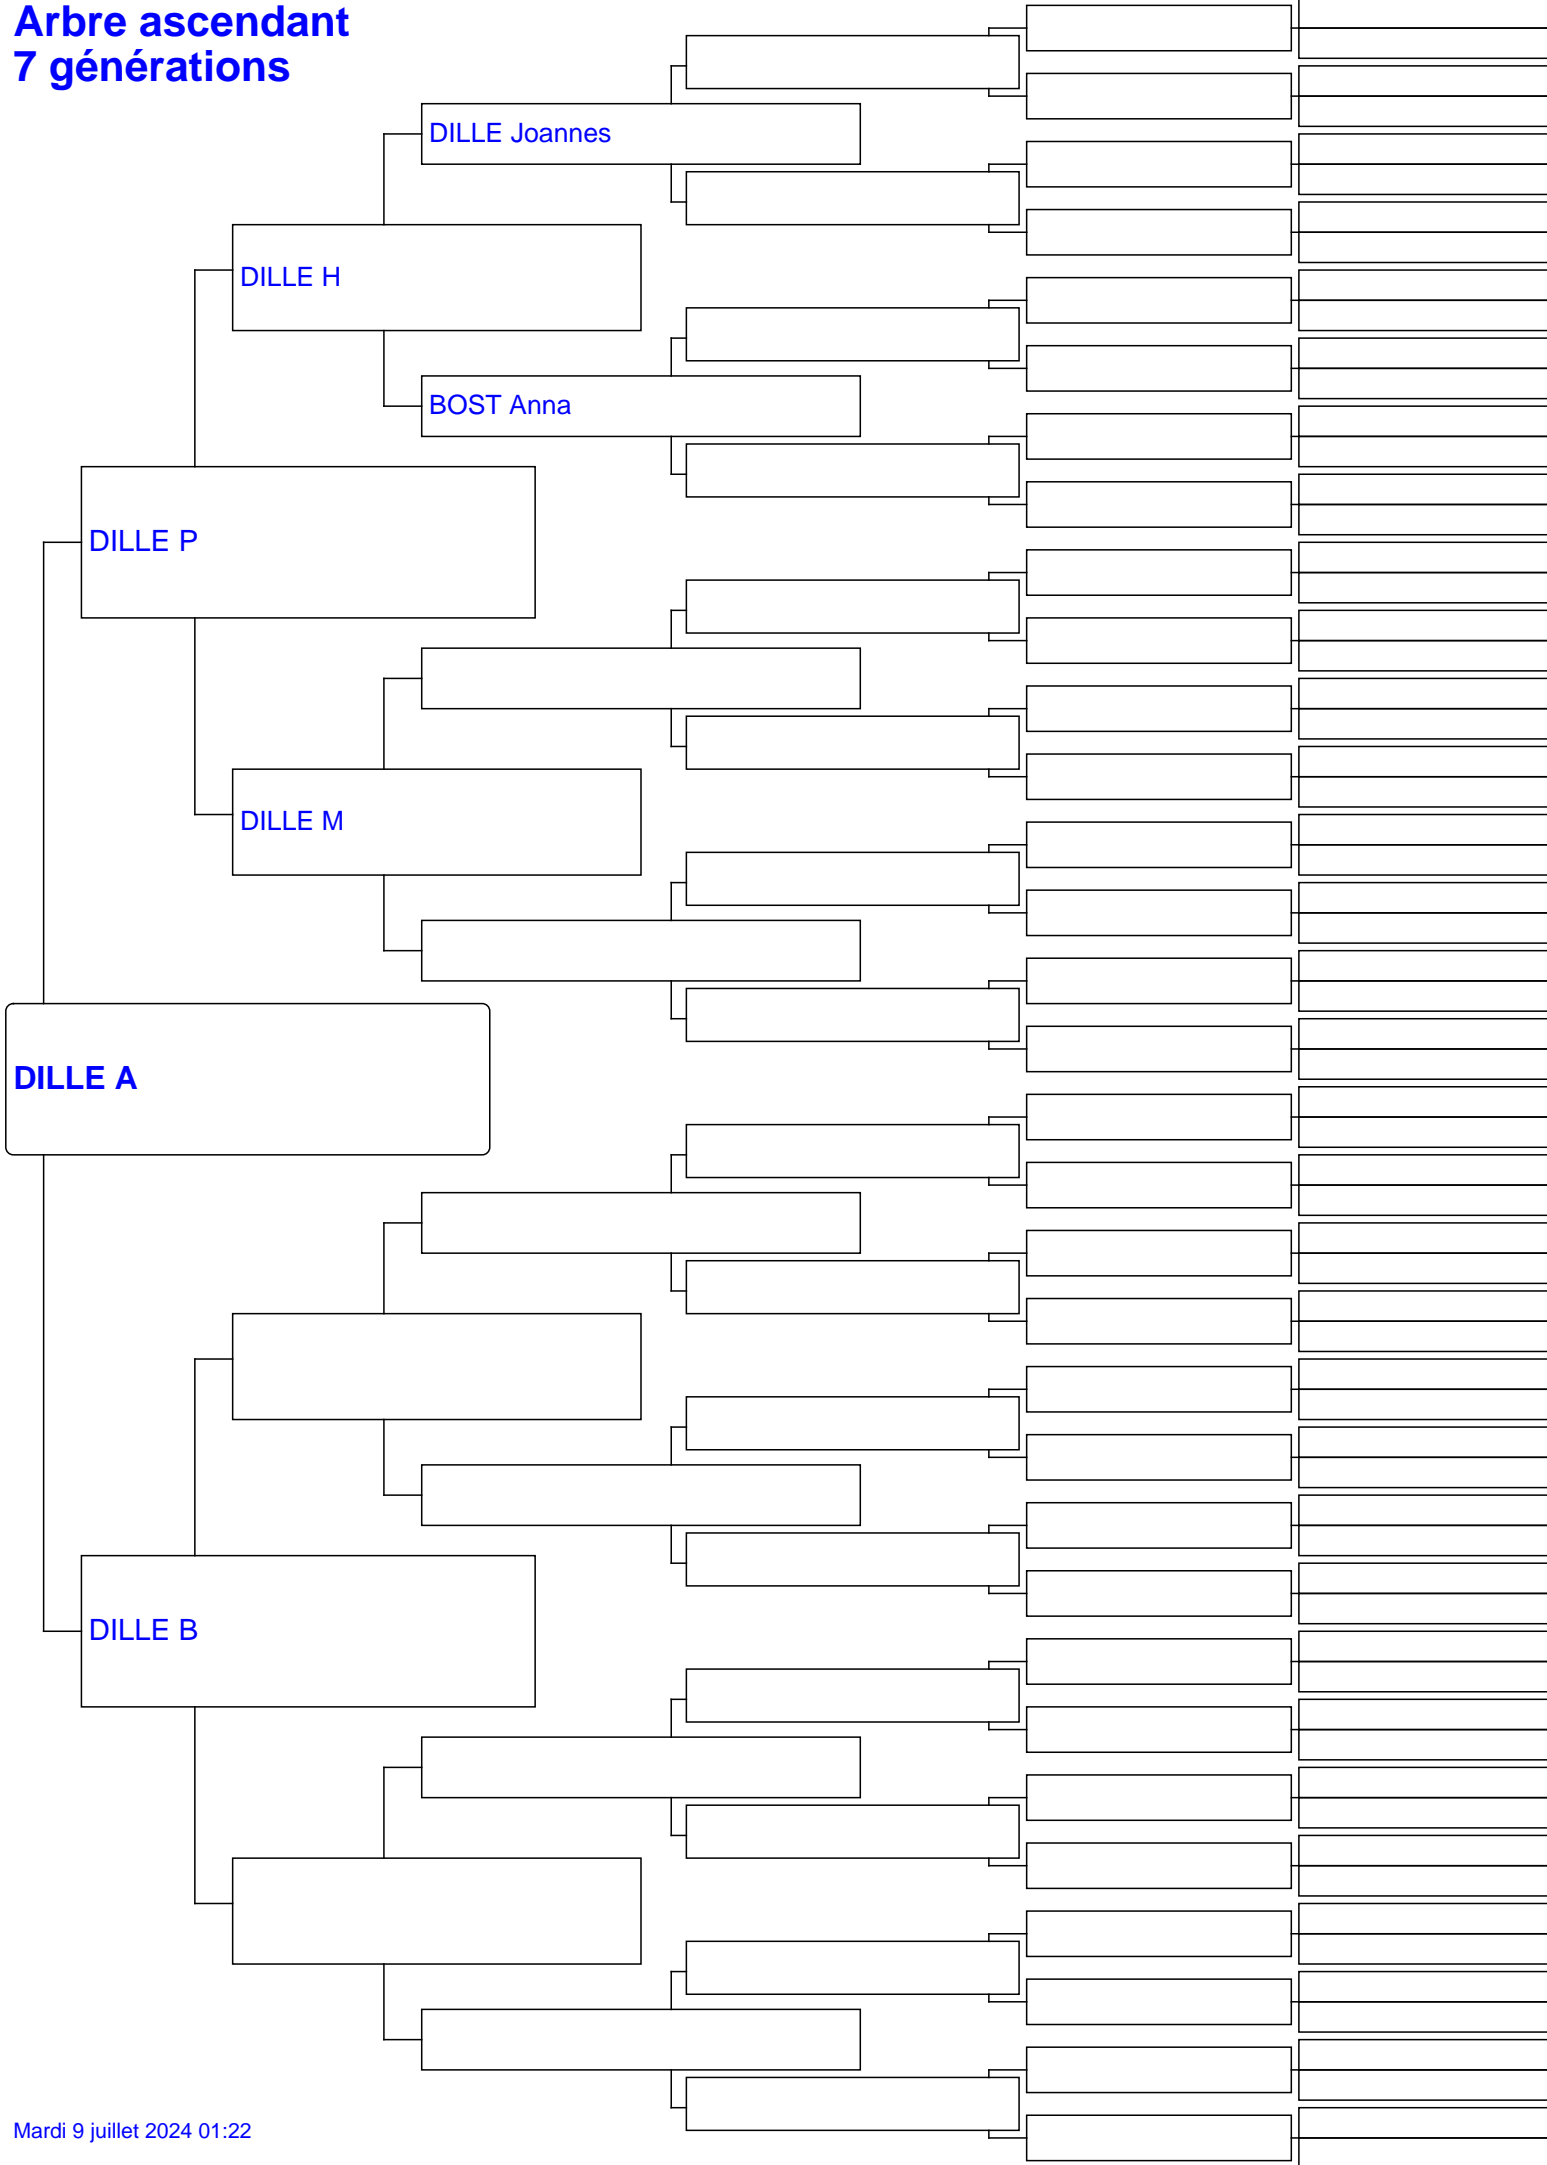 Arbre ascendant
7 générations
DILLE Joannes
DILLE H
BOST Anna
DILLE P
DILLE M
DILLE A
DILLE B
Mardi 9 juillet 2024 01:22